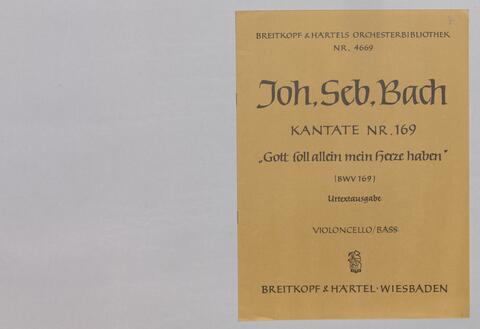 BREITKOPF & HÄRTELS ORCHESTERBIBLIOTHEK
NR. 4669
Joh. Seb. Bach
KANTATE NR. 169
„Gott soll allein mein Herze haben"
(BWV 169)
Urtextausgabe
VIOLONCELLO/BASS
BREITKOPF & HÄRTEL · WIESBADEN